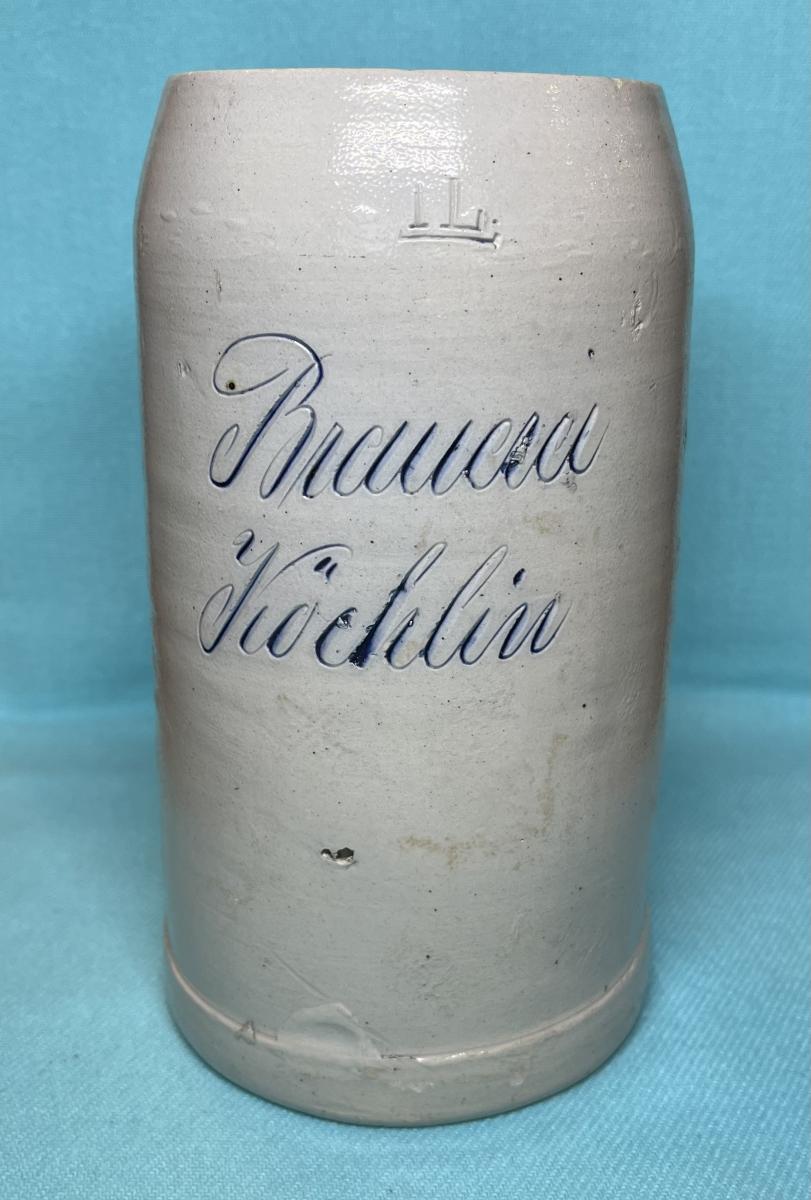 1L.
Brauerei
Köchlin
A